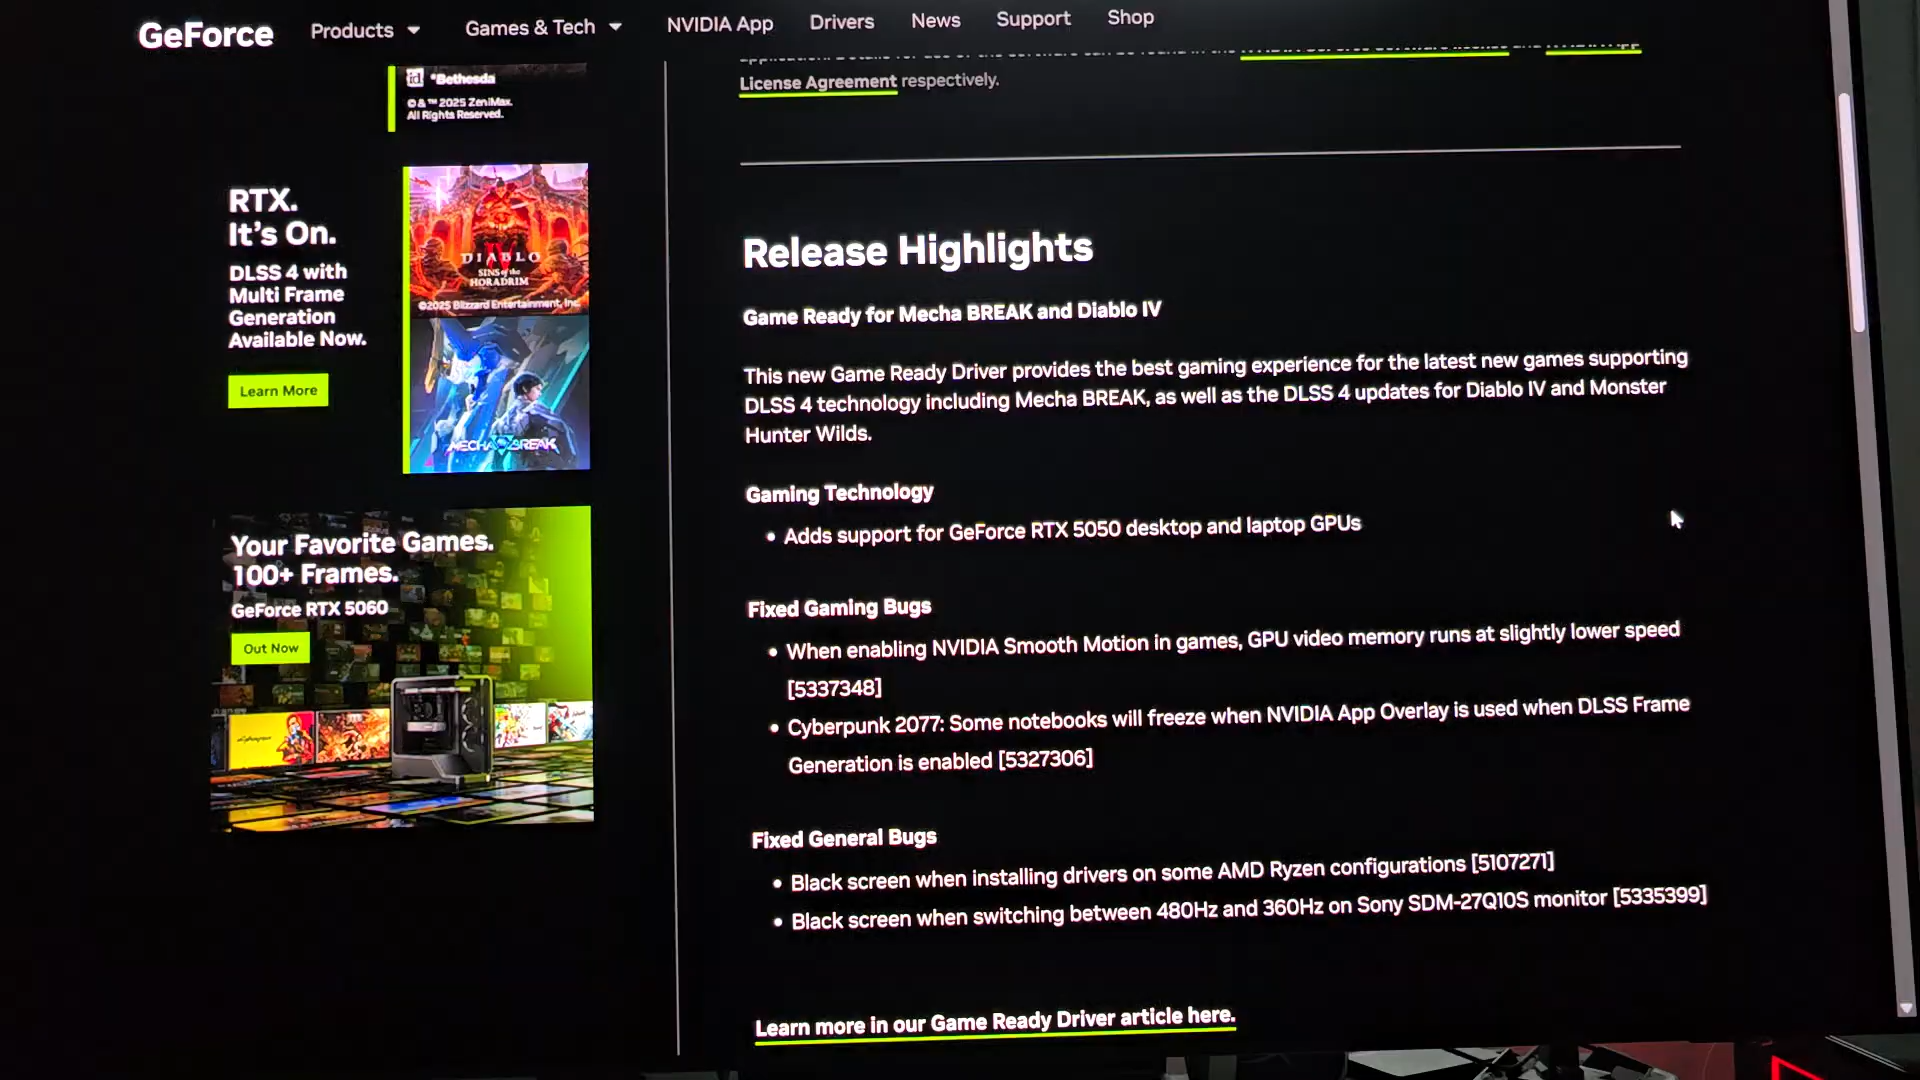 GeForce
Products
Games & Tech
NVIDIA App
Drivers
News
Support
Shop
id Bethesda
© & ™ 2025 ZeniMax.
All Rights Reserved.
RTX.
It's On.
DLSS 4 with
Multi Frame
Generation
Available Now.
Learn More
DIABLO
IV
SINS of the
HORADRIM
©2025 Blizzard Entertainment, Inc.
MECHA BREAK
Your Favorite Games.
100+ Frames.
GeForce RTX 5060
Out Now
License Agreement respectively.
Release Highlights
Game Ready for Mecha BREAK and Diablo IV
This new Game Ready Driver provides the best gaming experience for the latest new games supporting
DLSS 4 technology including Mecha BREAK, as well as the DLSS 4 updates for Diablo IV and Monster
Hunter Wilds.
Gaming Technology
• Adds support for GeForce RTX 5050 desktop and laptop GPUs
Fixed Gaming Bugs
• When enabling NVIDIA Smooth Motion in games, GPU video memory runs at slightly lower speed
[5337348]
• Cyberpunk 2077: Some notebooks will freeze when NVIDIA App Overlay is used when DLSS Frame
Generation is enabled [5327306]
Fixed General Bugs
• Black screen when installing drivers on some AMD Ryzen configurations [5107271]
• Black screen when switching between 480Hz and 360Hz on Sony SDM-27Q10S monitor [5335399]
Learn more in our Game Ready Driver article here.